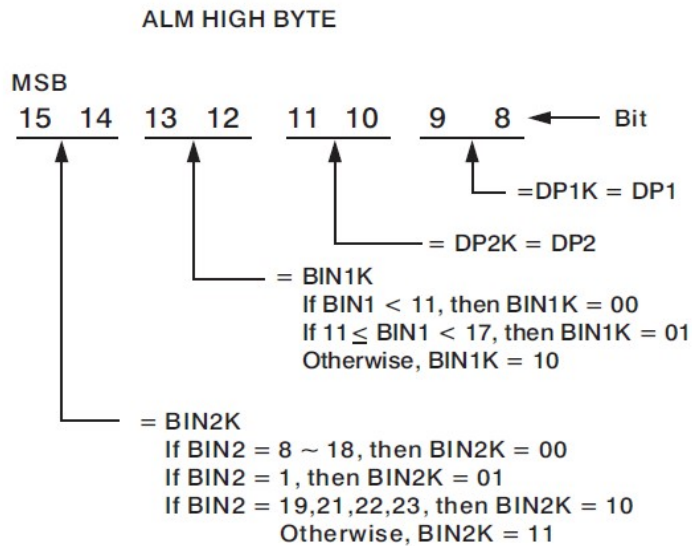 ALM HIGH BYTE
MSB
15 14 13 12 11 10 9 8 Bit
=DP1K = DP1
= DP2K = DP2
= BIN1K
If BIN1 < 11, then BIN1K = 00
If 11 ≤ BIN1 < 17, then BIN1K = 01
Otherwise, BIN1K = 10
= BIN2K
If BIN2 = 8 ~ 18, then BIN2K = 00
If BIN2 = 1, then BIN2K = 01
If BIN2 = 19,21,22,23, then BIN2K = 10
Otherwise, BIN2K = 11